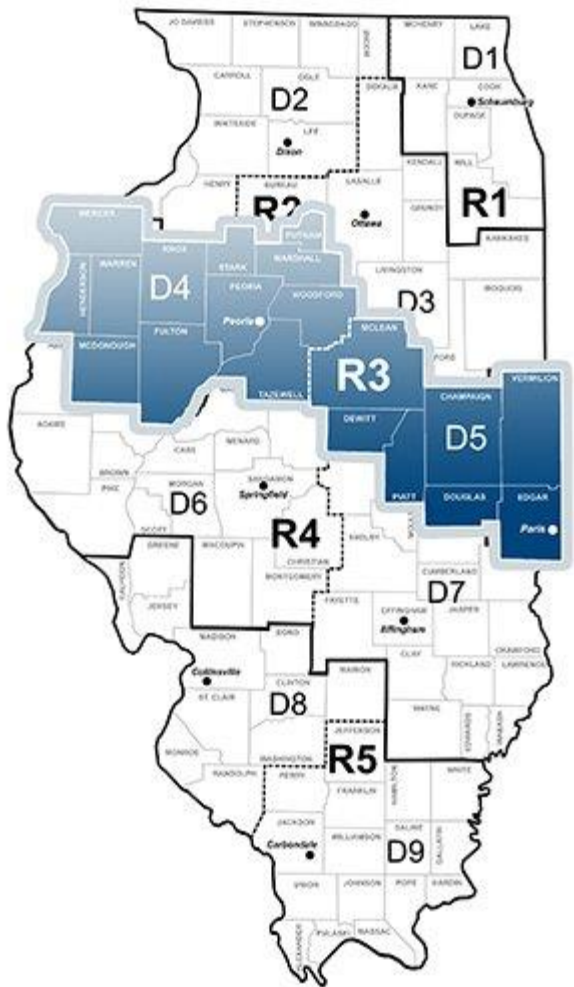 JO DAVIESS
STEPHENSON
WINNEBAGO
BOONE
MCHENRY
LAKE
D1
CARROLL
OGLE
D2
DEKALB
KANE
COOK
Schaumburg
DUPAGE
WHITESIDE
LEE
Dixon
KENDALL
WILL
HENRY
BUREAU
R2
LASALLE
Ottawa
GRUNDY
R1
KANKAKEE
MERCER
KNOX
STARK
PUTNAM
MARSHALL
LIVINGSTON
IROQUOIS
HENDERSON
WARREN
D4
PEORIA
Peoria
WOODFORD
D3
FORD
MCDONOUGH
FULTON
TAZEWELL
MCLEAN
R3
VERMILION
CHAMPAIGN
D5
DEWITT
PIATT
DOUGLAS
EDGAR
Paris
ADAMS
CASS
MENARD
BROWN
PIKE
MORGAN
D6
SANGAMON
Springfield
SCOTT
GREENE
MACOUPIN
R4
CHRISTIAN
MONTGOMERY
SHELBY
CUMBERLAND
D7
CALHOUN
JERSEY
FAYETTE
EFFINGHAM
Effingham
JASPER
CRAWFORD
MADISON
BOND
CLAY
RICHLAND
LAWRENCE
Collinsville
CLINTON
MARION
D8
ST. CLAIR
WAYNE
EDWARDS
WABASH
MONROE
WASHINGTON
JEFFERSON
R5
RANDOLPH
PERRY
FRANKLIN
HAMILTON
WHITE
JACKSON
Carbondale
WILLIAMSON
SALINE
GALLATIN
D9
UNION
JOHNSON
POPE
HARDIN
ALEXANDER
PULASKI
MASSAC